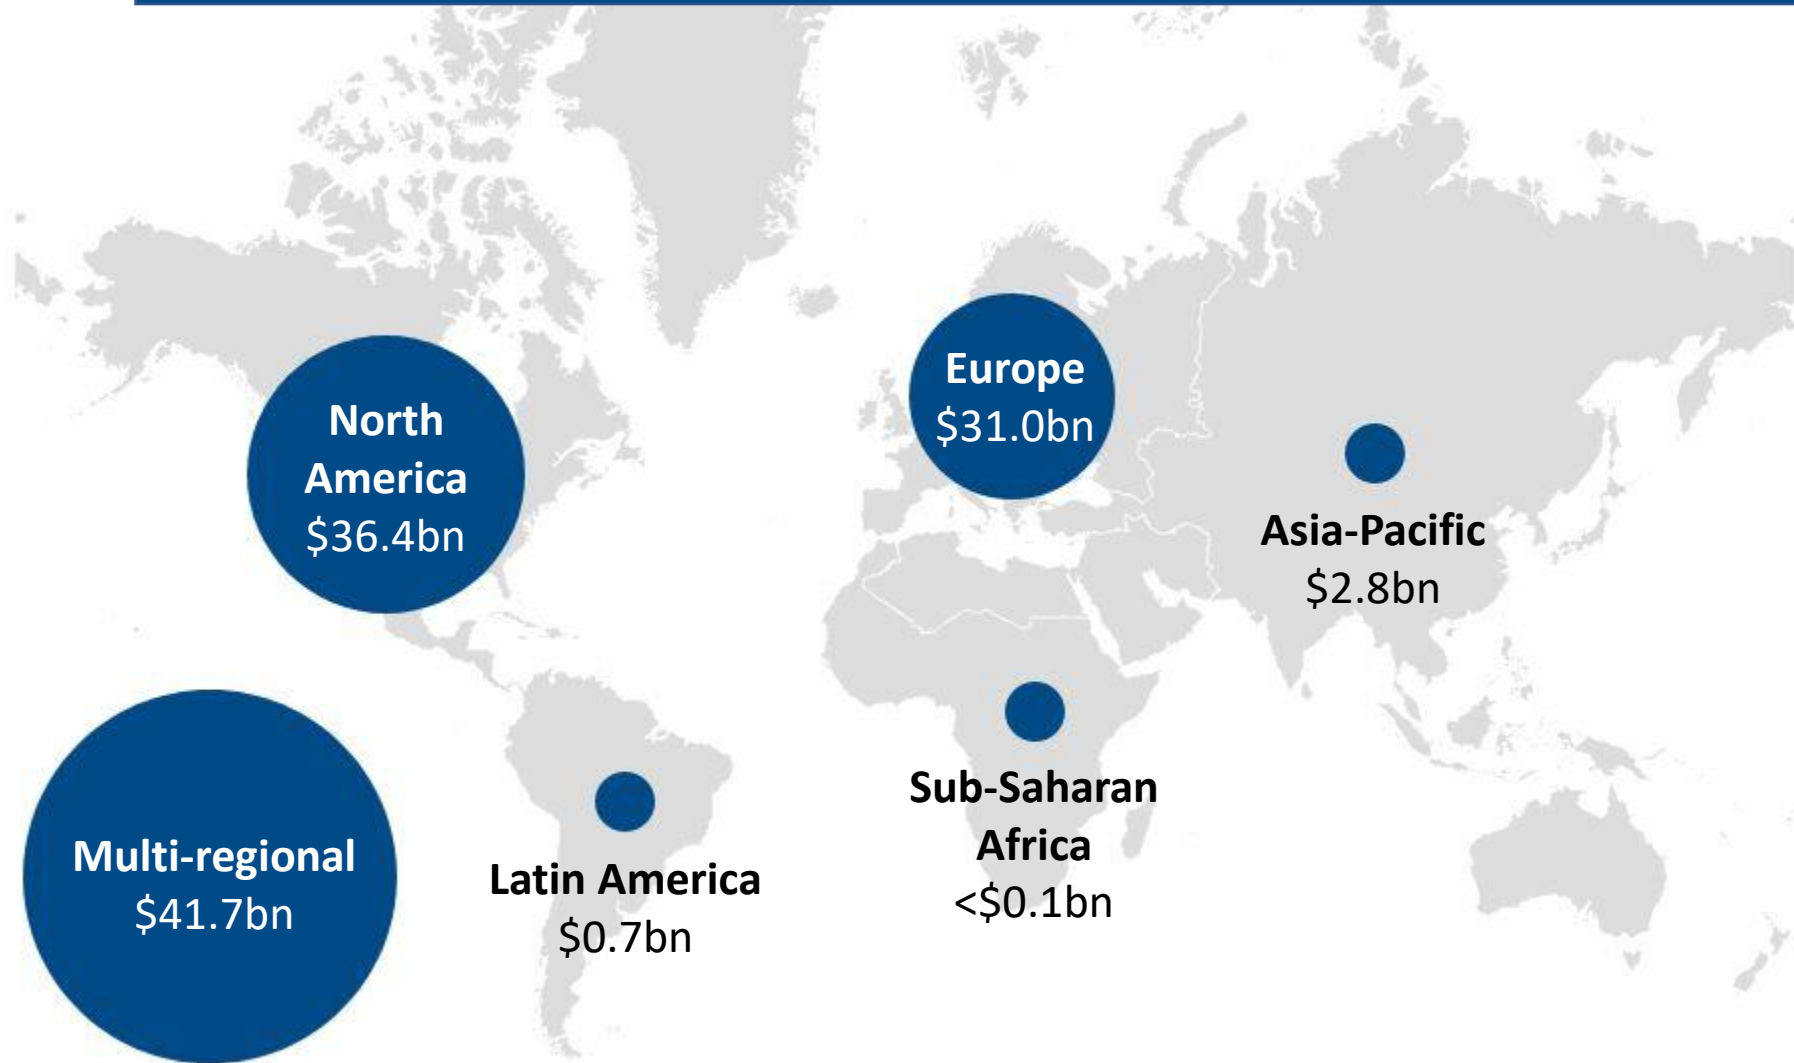 North
America
$36.4bn
Europe
$31.0bn
Asia-Pacific
$2.8bn
Multi-regional
$41.7bn
Latin America
$0.7bn
Sub-Saharan
Africa
<$0.1bn